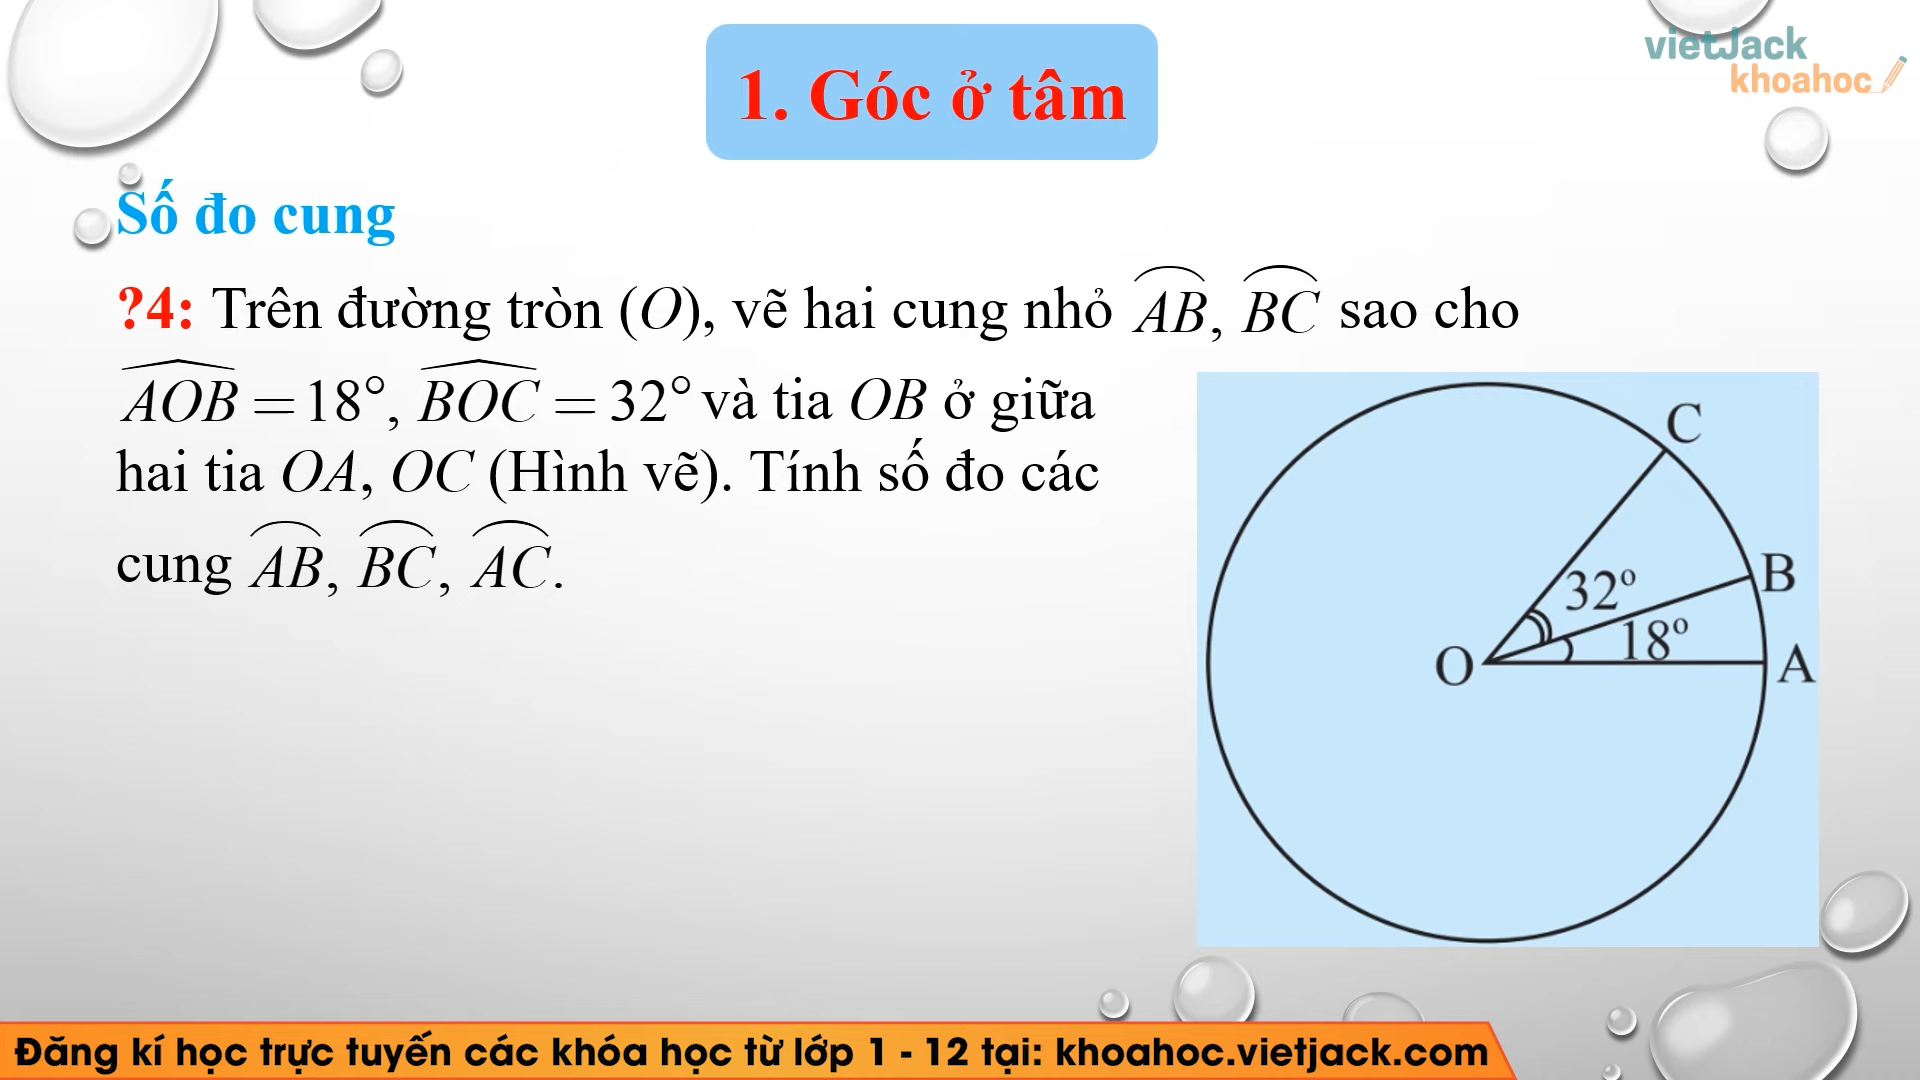 vietJack
khoahoc
1. Góc ở tâm
Số đo cung
?4: Trên đường tròn (O), vẽ hai cung nhỏ AB, BC sao cho
AOB = 18°, BOC = 32° và tia OB ở giữa
hai tia OA, OC (Hình vẽ). Tính số đo các
cung AB, BC, AC.
C
B
32º
18º
O
A
Đăng kí học trực tuyến các khóa học từ lớp 1 - 12 tại: khoahoc.vietjack.com